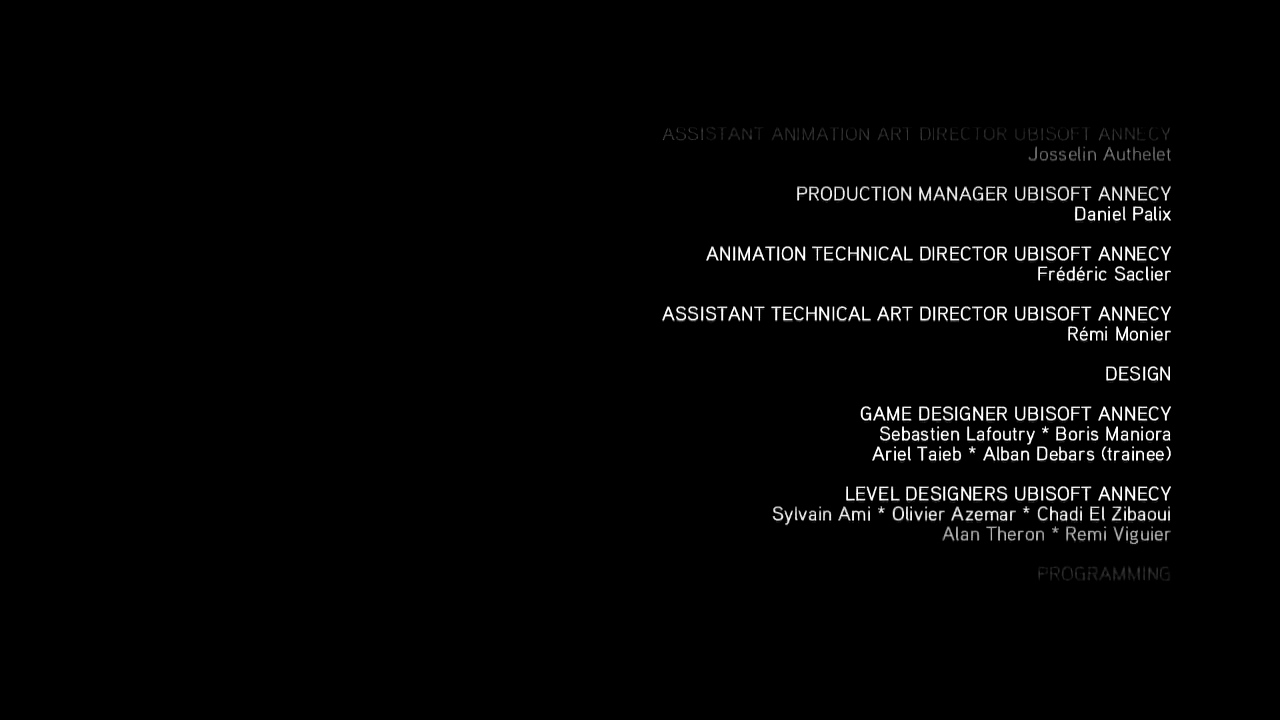 ASSISTANT ANIMATION ART DIRECTOR UBISOFT ANNECY
Josselin Authelet
PRODUCTION MANAGER UBISOFT ANNECY
Daniel Palix
ANIMATION TECHNICAL DIRECTOR UBISOFT ANNECY
Frédéric Saclier
ASSISTANT TECHNICAL ART DIRECTOR UBISOFT ANNECY
Rémi Monier
DESIGN
GAME DESIGNER UBISOFT ANNECY
Sebastien Lafoutry * Boris Maniora
Ariel Taieb * Alban Debars (trainee)
LEVEL DESIGNERS UBISOFT ANNECY
Sylvain Ami * Olivier Azemar * Chadi El Zibaoui
Alan Theron * Remi Viguier
PROGRAMMING